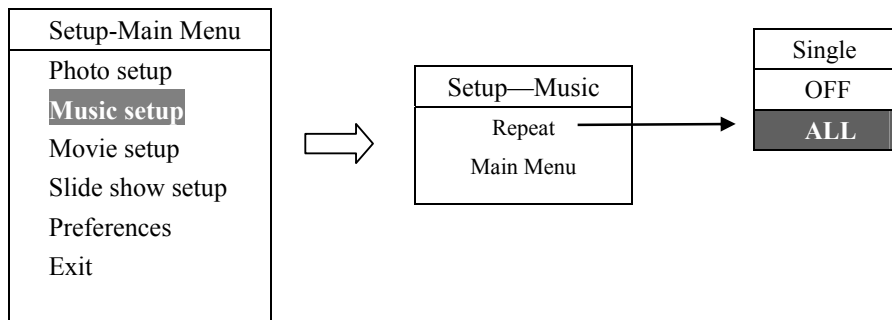 Setup-Main Menu
Photo setup
Music setup
Movie setup
Slide show setup
Preferences
Exit
Setup—Music
Repeat
Main Menu
Single
OFF
ALL